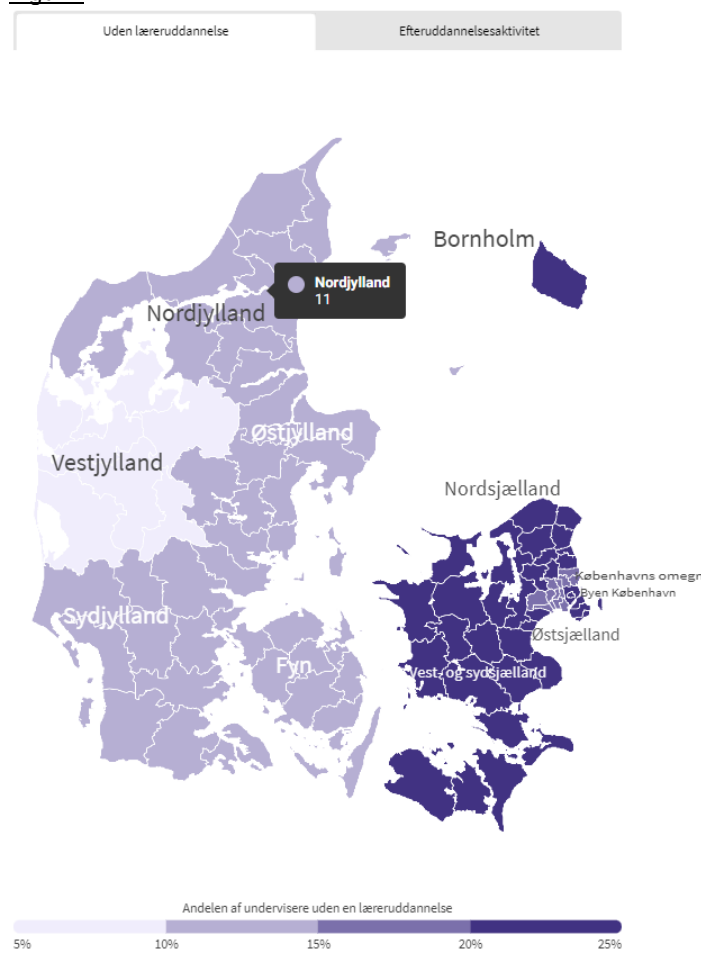 Uden læreruddannelse
Efteruddannelsesaktivitet
Bornholm
Nordjylland
11
Nordjylland
Østjylland
Vestjylland
Nordsjælland
Københavns omegn
Byen København
Sydjylland
Østsjælland
Fyn
Vest- og sydsjælland
Andelen af undervisere uden en læreruddannelse
5% 10% 15% 20% 25%